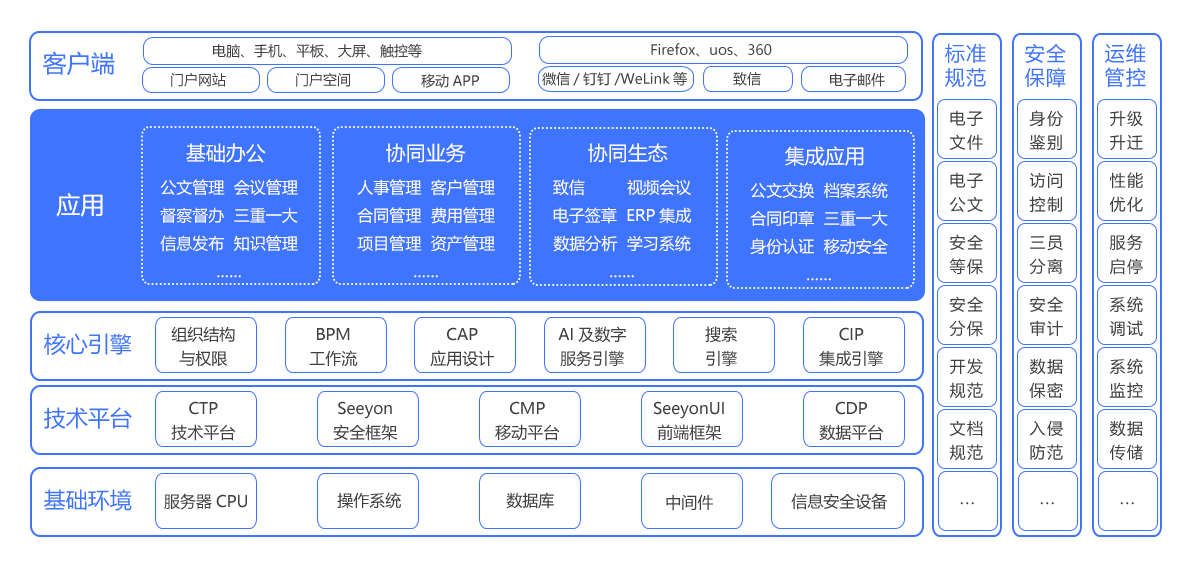 客户端
电脑、手机、平板、大屏、触控等
Firefox、uos、360
门户网站
门户空间
移动 APP
微信 / 钉钉 /WeLink 等
致信
电子邮件
应用
基础办公
公文管理 会议管理
督察督办 三重一大
信息发布 知识管理
......
协同业务
人事管理 客户管理
合同管理 费用管理
项目管理 资产管理
......
协同生态
致信 视频会议
电子签章 ERP 集成
数据分析 学习系统
......
集成应用
公文交换 档案系统
合同印章 三重一大
身份认证 移动安全
......
核心引擎
组织结构
与权限
BPM
工作流
CAP
应用设计
AI 及数字
服务引擎
搜索
引擎
CIP
集成引擎
技术平台
CTP
技术平台
Seeyon
安全框架
CMP
移动平台
SeeyonUI
前端框架
CDP
数据平台
基础环境
服务器 CPU
操作系统
数据库
中间件
信息安全设备
标准
规范
电子
文件
电子
公文
安全
等保
安全
分保
开发
规范
文档
规范
...
安全
保障
身份
鉴别
访问
控制
三员
分离
安全
审计
数据
保密
入侵
防范
...
运维
管控
升级
升迁
性能
优化
服务
启停
系统
调试
系统
监控
数据
传储
...